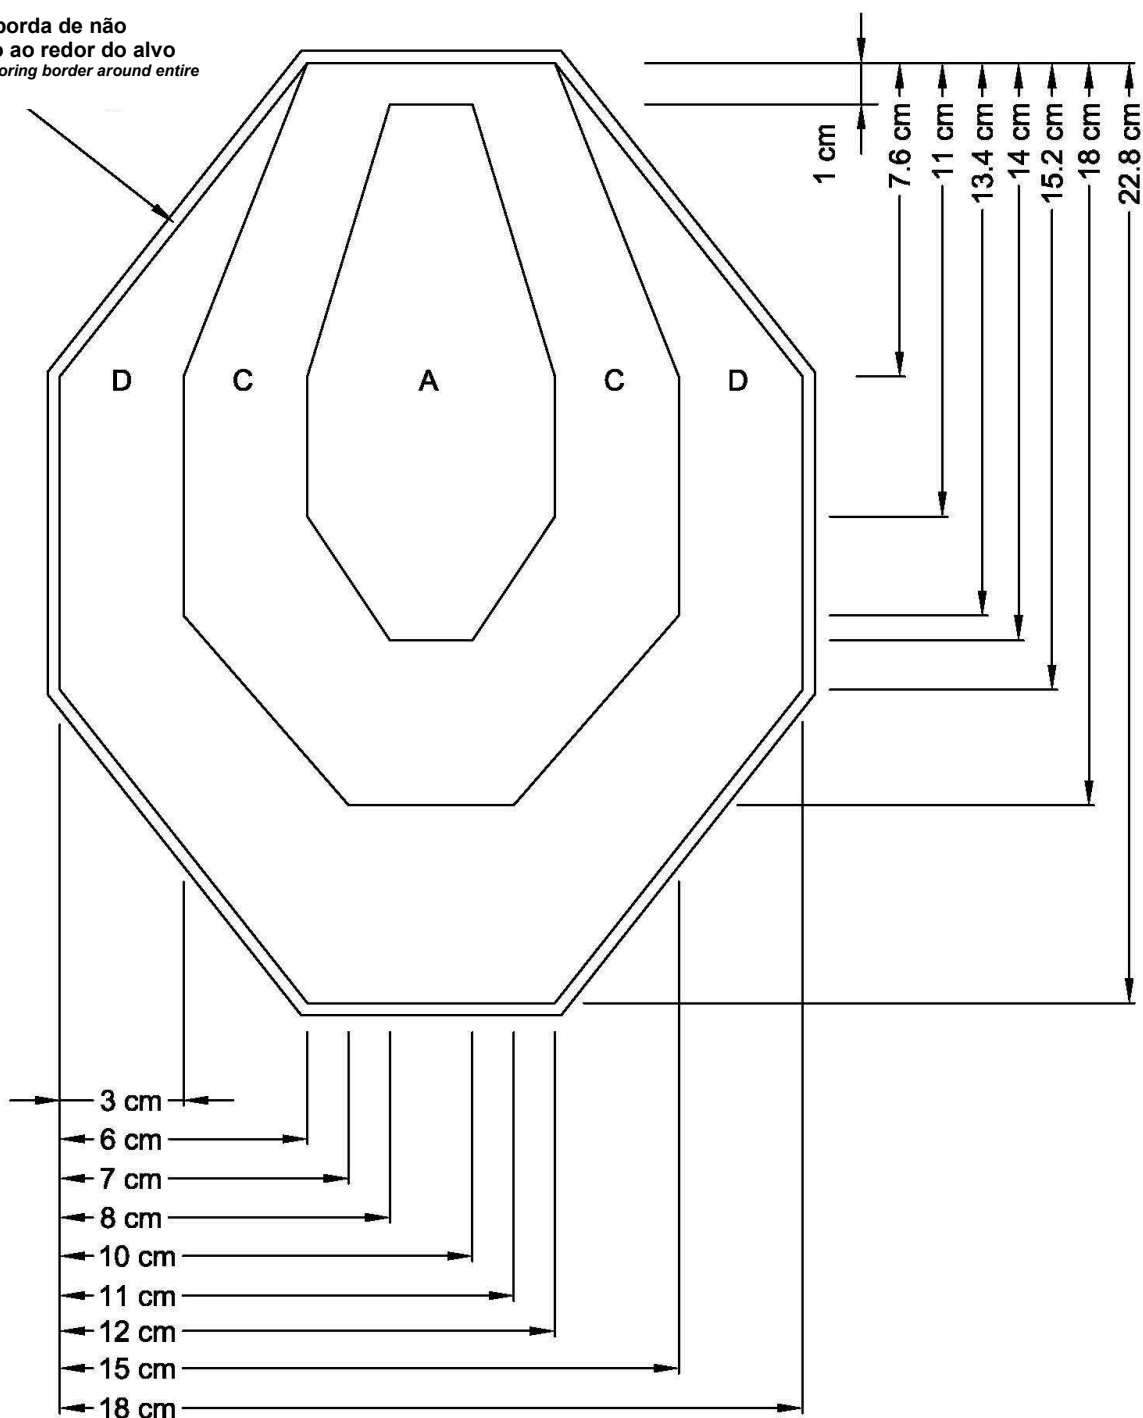 borda de não
ao redor do alvo
oring border around entire
1 cm
7.6 cm
11 cm
13.4 cm
14 cm
15.2 cm
18 cm
22.8 cm
D C A C D
3 cm
6 cm
7 cm
8 cm
10 cm
11 cm
12 cm
15 cm
18 cm